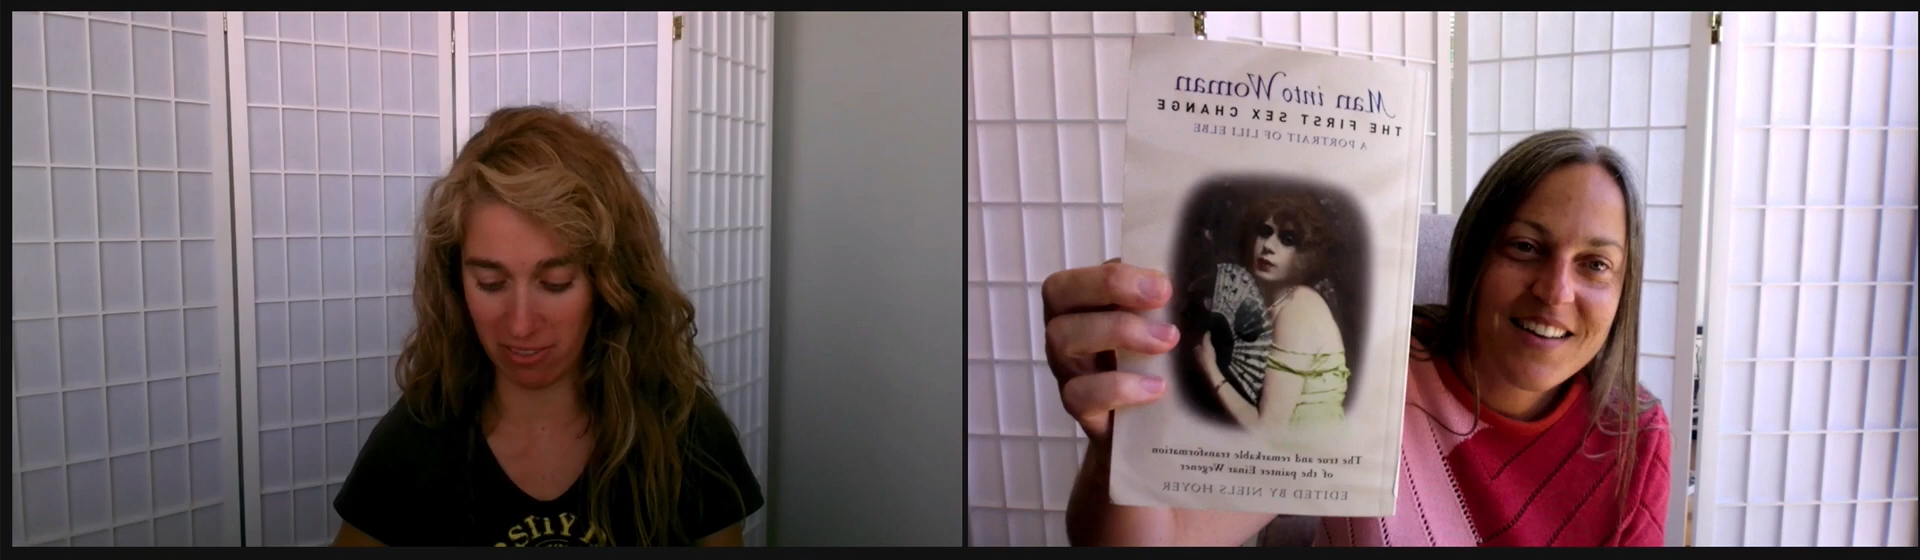 Man into Woman
THE FIRST SEX CHANGE
A PORTRAIT OF LILI ELBE
The true and remarkable transformation
of the painter Einar Wegener
EDITED BY NIELS HOYER